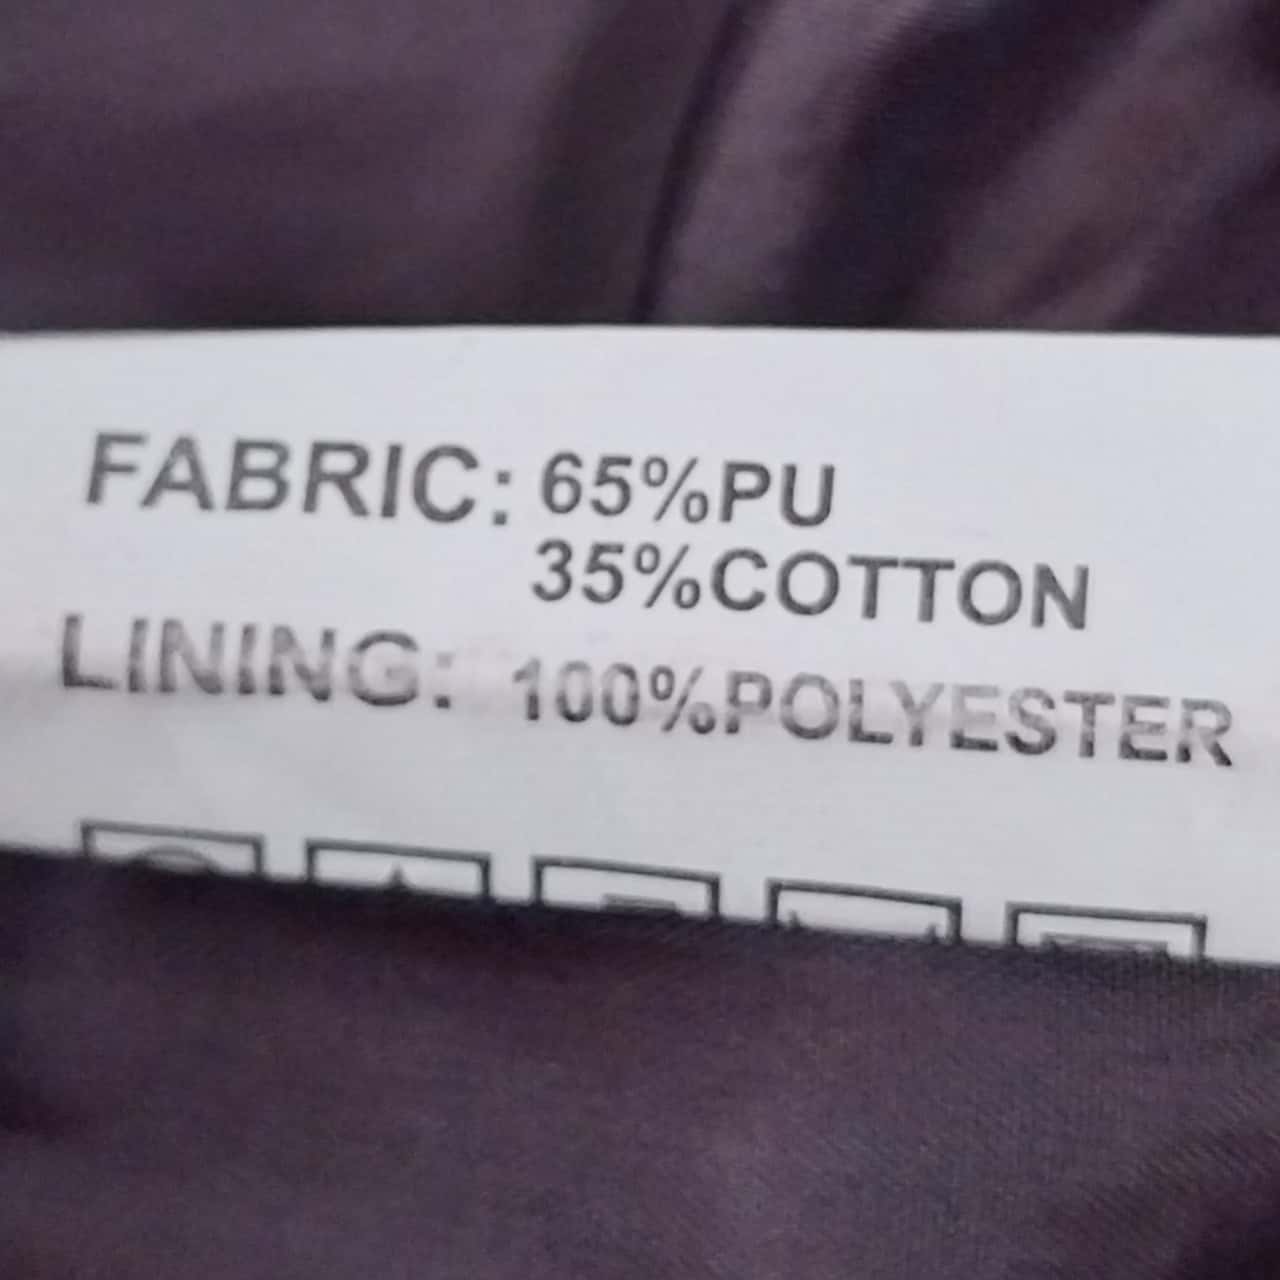 FABRIC: 65%PU
35%COTTON
LINING: 100%POLYESTER